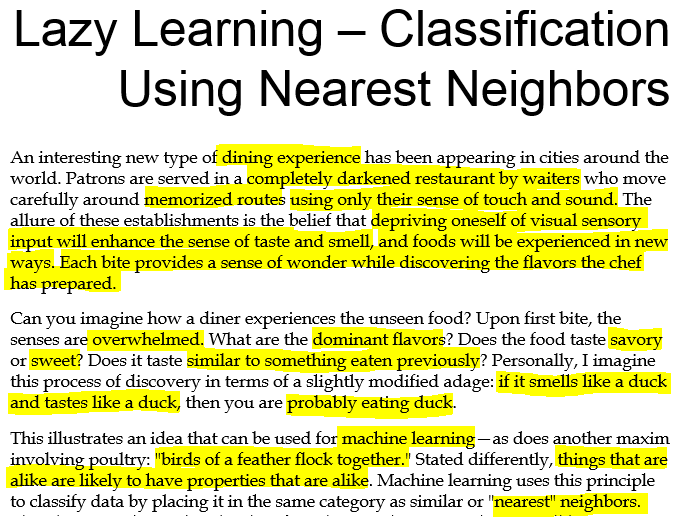 Lazy Learning – Classification
Using Nearest Neighbors
An interesting new type of dining experience has been appearing in cities around the
world. Patrons are served in a completely darkened restaurant by waiters who move
carefully around memorized routes using only their sense of touch and sound. The
allure of these establishments is the belief that depriving oneself of visual sensory
input will enhance the sense of taste and smell, and foods will be experienced in new
ways. Each bite provides a sense of wonder while discovering the flavors the chef
has prepared.
Can you imagine how a diner experiences the unseen food? Upon first bite, the
senses are overwhelmed. What are the dominant flavors? Does the food taste savory
or sweet? Does it taste similar to something eaten previously? Personally, I imagine
this process of discovery in terms of a slightly modified adage: if it smells like a duck
and tastes like a duck, then you are probably eating duck.
This illustrates an idea that can be used for machine learning—as does another maxim
involving poultry: "birds of a feather flock together." Stated differently, things that are
alike are likely to have properties that are alike. Machine learning uses this principle
to classify data by placing it in the same category as similar or "nearest" neighbors.